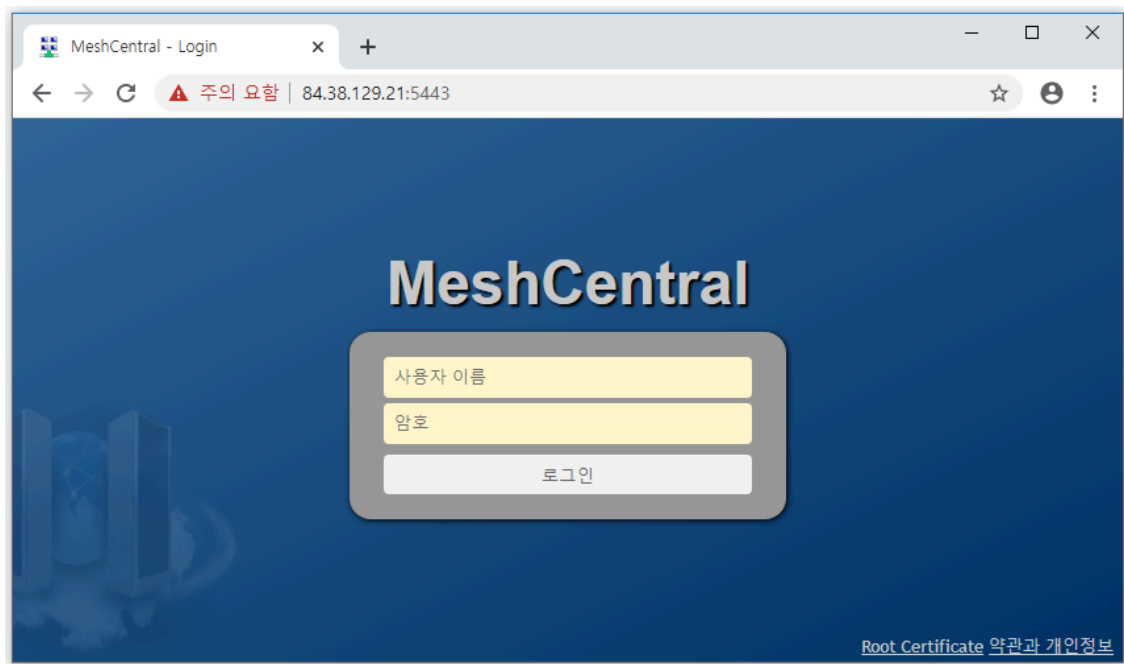 MeshCentral - Login
주의 요함 84.38.129.21:5443
MeshCentral
사용자 이름
암호
로그인
Root Certificate 약관과 개인정보